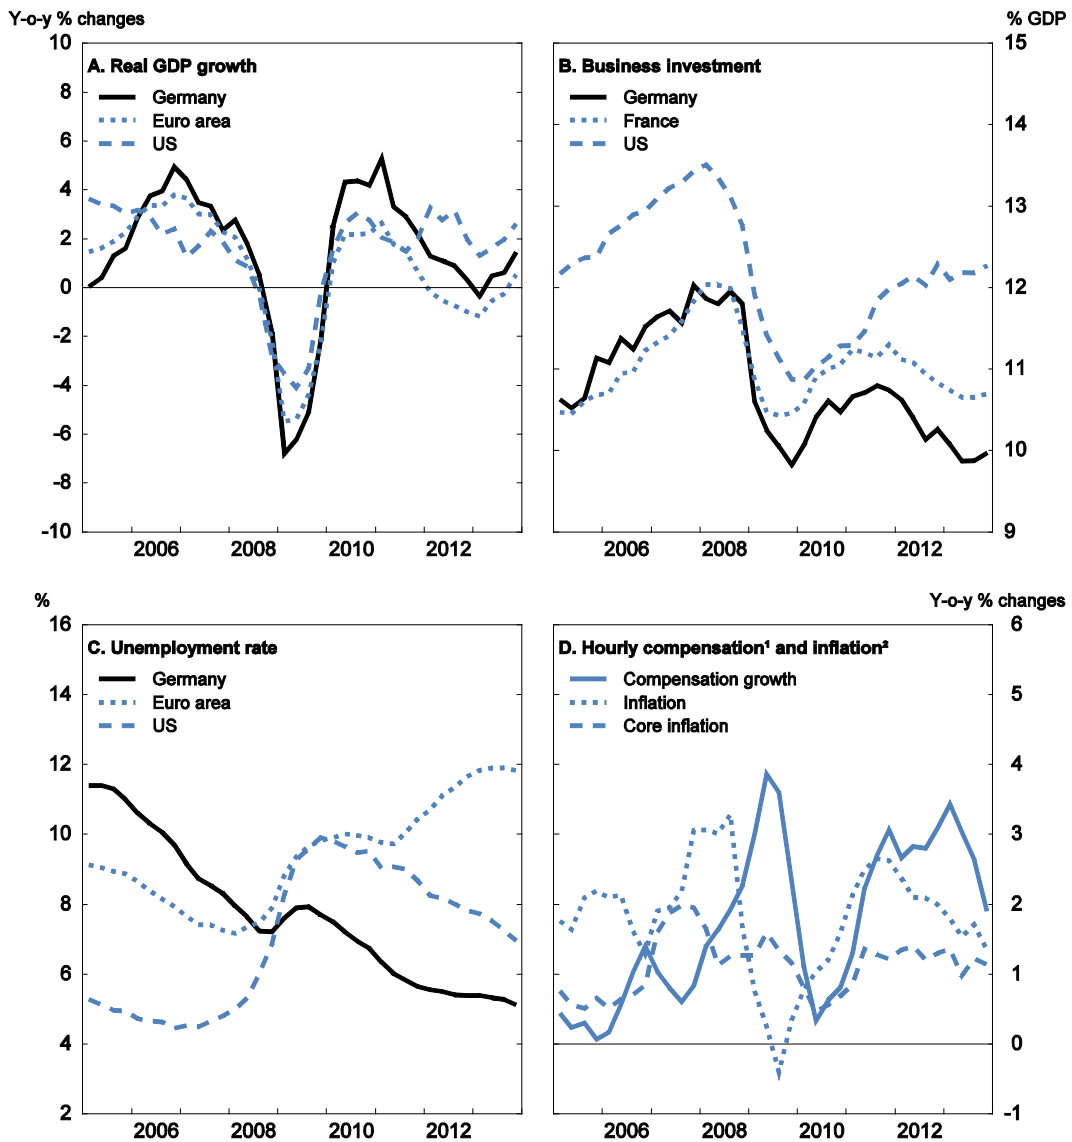 Y-o-y % changes
% GDP
A. Real GDP growth
Germany
Euro area
US
10
8
6
4
2
0
-2
-4
-6
-8
-10
2006 2008 2010 2012
B. Business investment
Germany
France
US
15
14
13
12
11
10
9
2006 2008 2010 2012
%
Y-o-y % changes
C. Unemployment rate
Germany
Euro area
US
16
14
12
10
8
6
4
2
2006 2008 2010 2012
D. Hourly compensation¹ and inflation²
Compensation growth
Inflation
Core inflation
6
5
4
3
2
1
0
-1
2006 2008 2010 2012